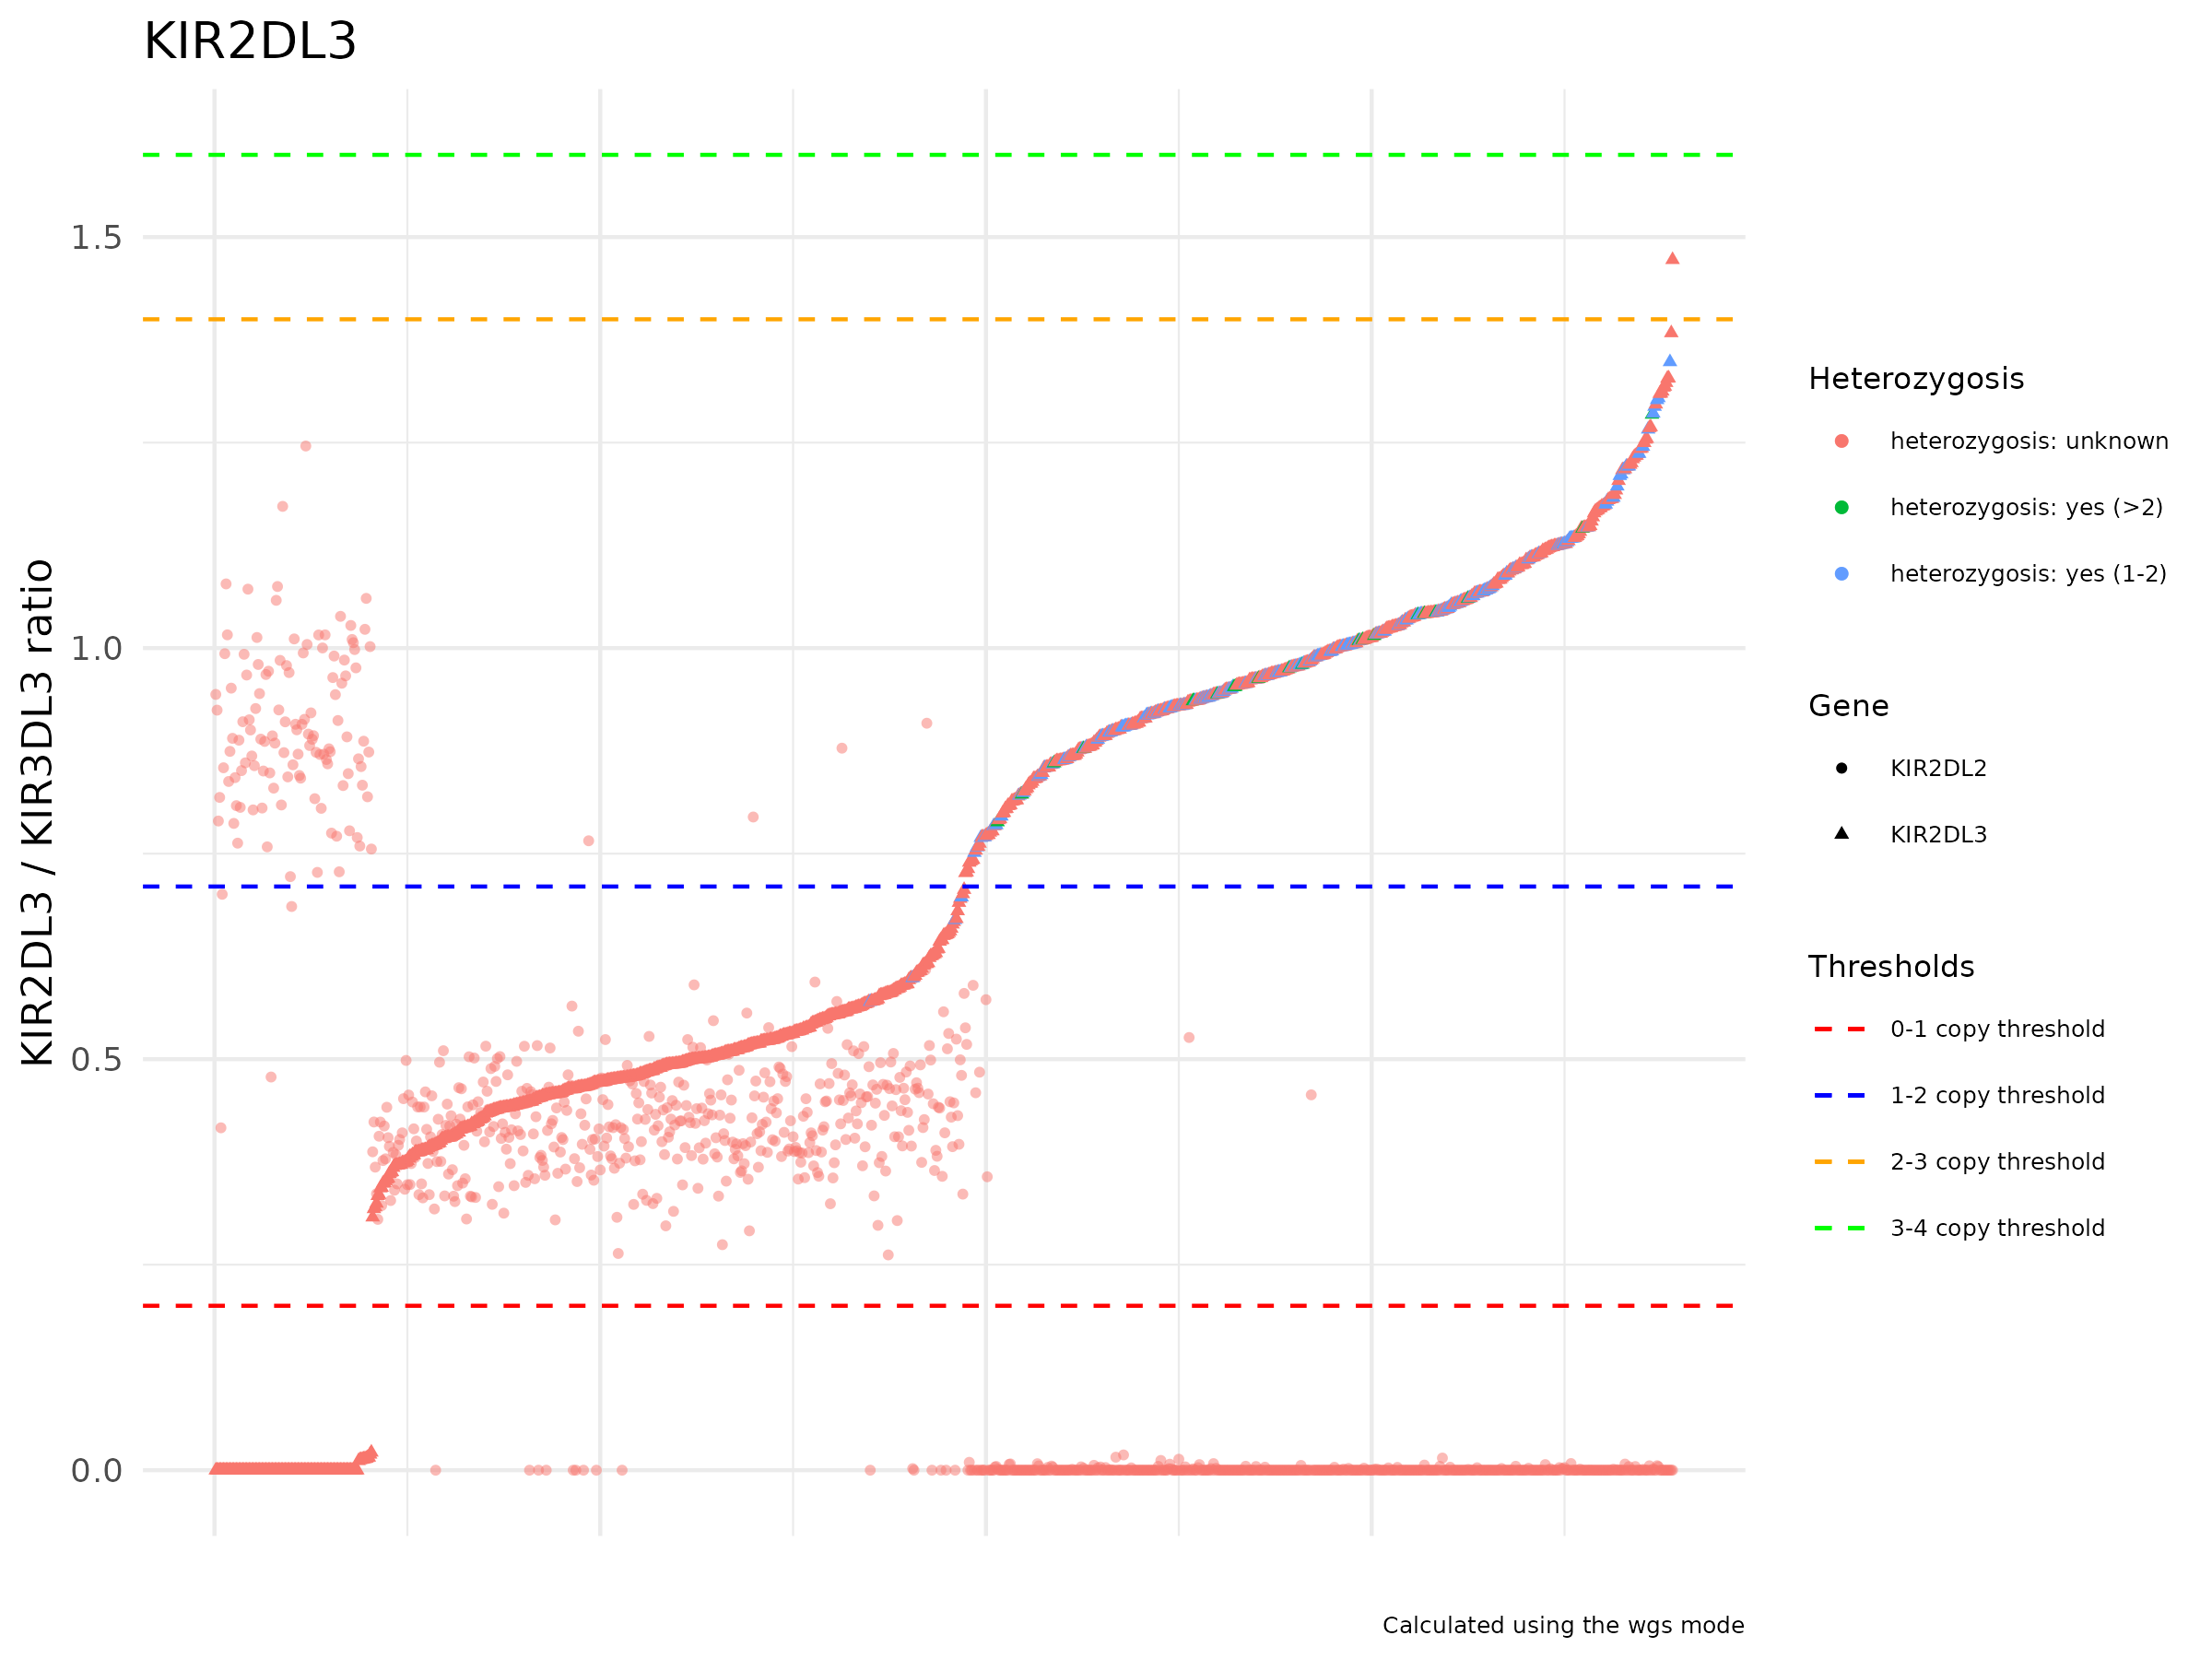 KIR2DL3
KIR2DL3 / KIR3DL3 ratio
1.5
1.0
0.5
0.0
Heterozygosis
heterozygosis: unknown
heterozygosis: yes (>2)
heterozygosis: yes (1-2)
Gene
KIR2DL2
KIR2DL3
Thresholds
0-1 copy threshold
1-2 copy threshold
2-3 copy threshold
3-4 copy threshold
Calculated using the wgs mode